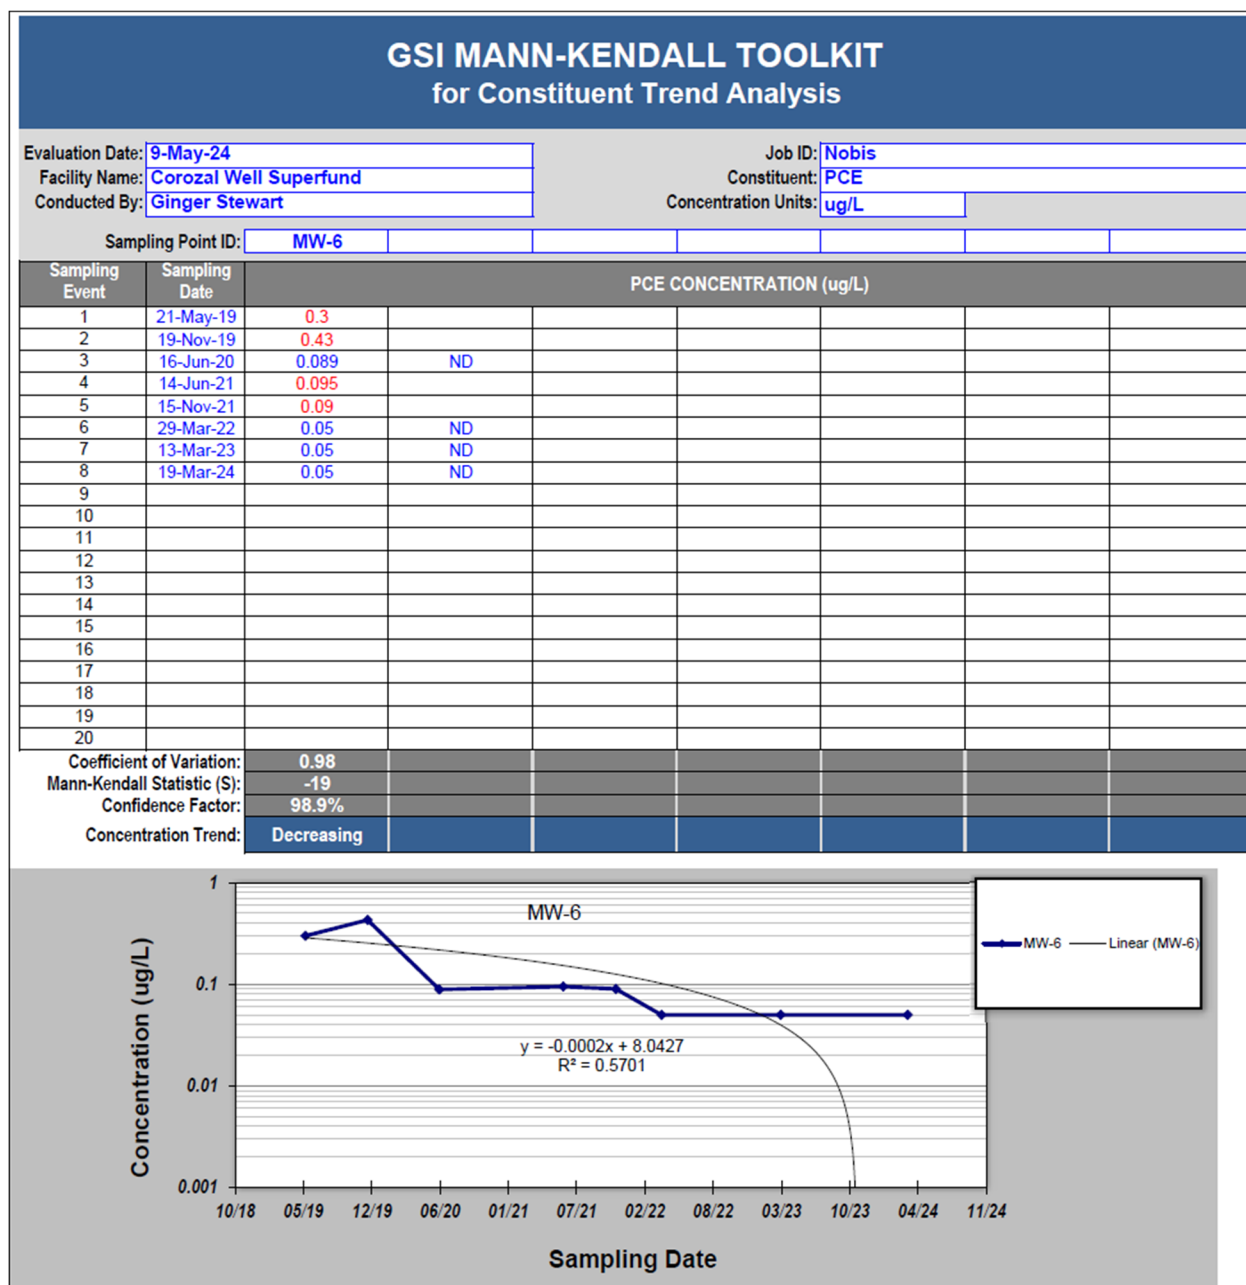 GSI MANN-KENDALL TOOLKIT
for Constituent Trend Analysis
Evaluation Date: 9-May-24 Job ID: Nobis
Facility Name: Corozal Well Superfund Constituent: PCE
Conducted By: Ginger Stewart Concentration Units: ug/L
Sampling Point ID: MW-6
Sampling Event Sampling Date PCE CONCENTRATION (ug/L)
1 21-May-19 0.3
2 19-Nov-19 0.43
3 16-Jun-20 0.089 ND
4 14-Jun-21 0.095
5 15-Nov-21 0.09
6 29-Mar-22 0.05 ND
7 13-Mar-23 0.05 ND
8 19-Mar-24 0.05 ND
9
10
11
12
13
14
15
16
17
18
19
20
Coefficient of Variation: 0.98
Mann-Kendall Statistic (S): -19
Confidence Factor: 98.9%
Concentration Trend: Decreasing
MW-6
MW-6 Linear (MW-6)
Concentration (ug/L)
1
0.1
0.01
0.001
y = -0.0002x + 8.0427
R² = 0.5701
10/18 05/19 12/19 06/20 01/21 07/21 02/22 08/22 03/23 10/23 04/24 11/24
Sampling Date